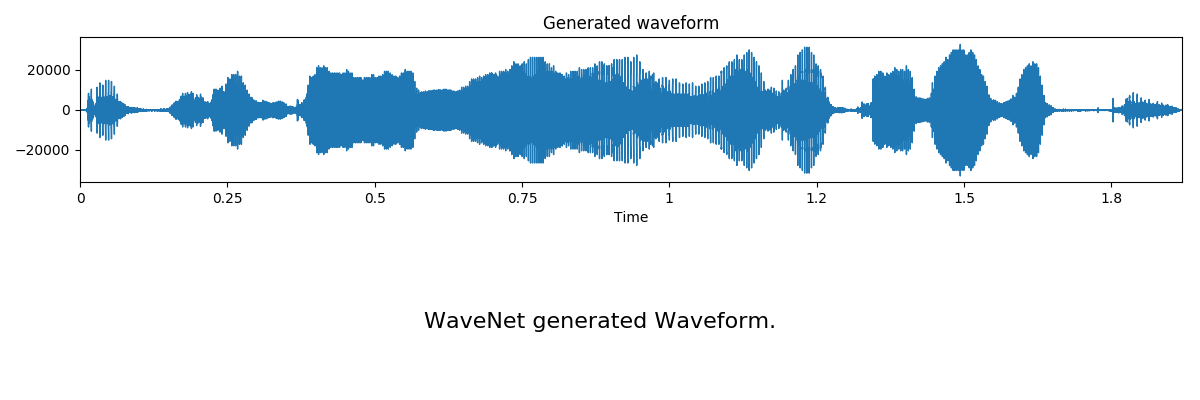 Generated waveform
20000
0
−20000
0 0.25 0.5 0.75 1 1.2 1.5 1.8
Time
WaveNet generated Waveform.